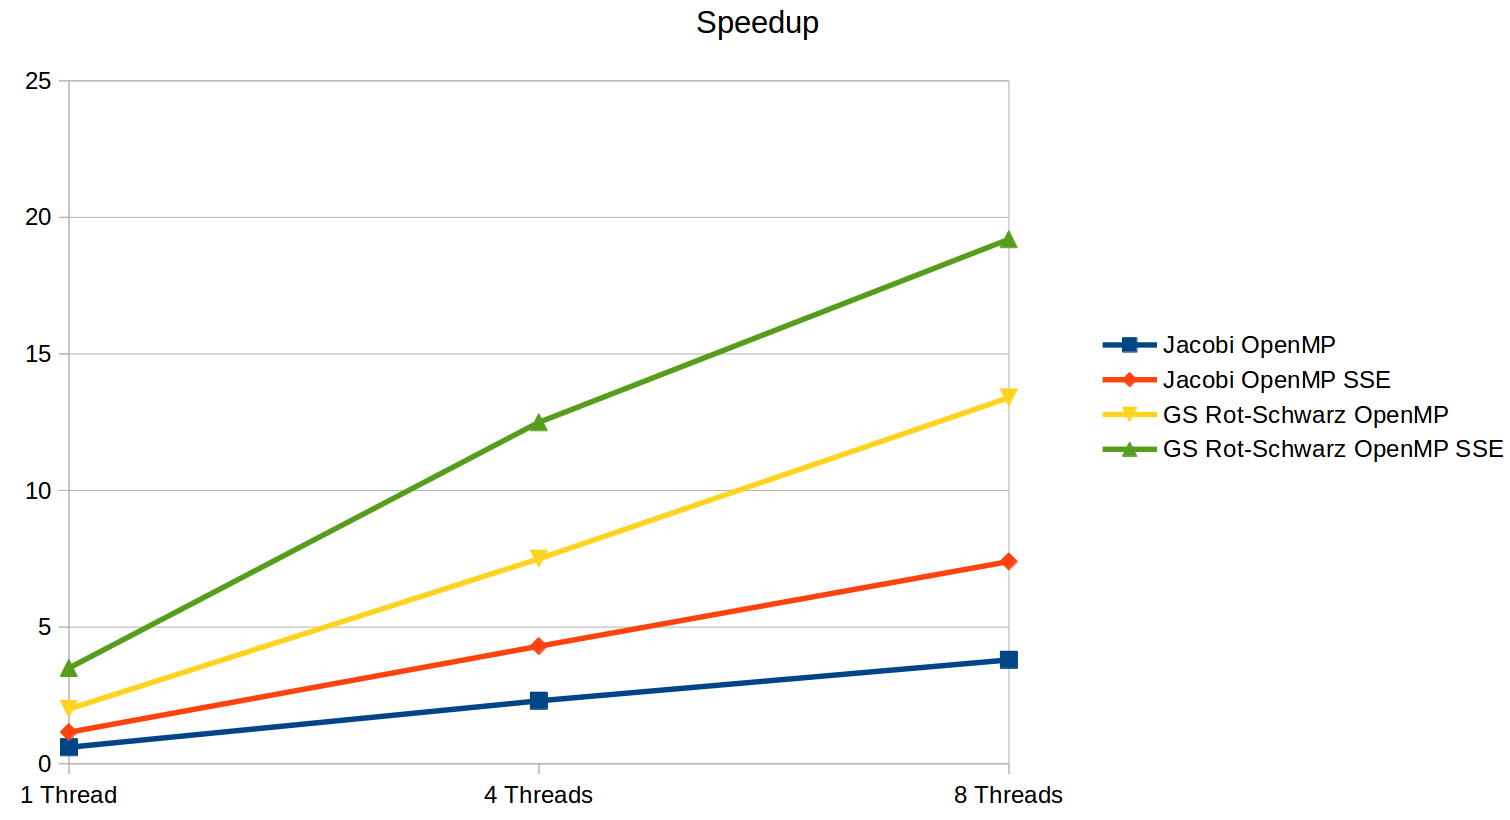 Speedup
25
20
15
10
5
0
1 Thread
4 Threads
8 Threads
Jacobi OpenMP
Jacobi OpenMP SSE
GS Rot-Schwarz OpenMP
GS Rot-Schwarz OpenMP SSE